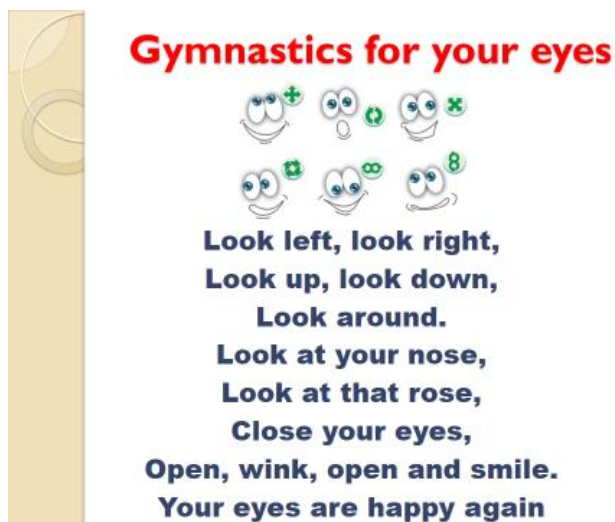 Gymnastics for your eyes
Look left, look right,
Look up, look down,
Look around.
Look at your nose,
Look at that rose,
Close your eyes,
Open, wink, open and smile.
Your eyes are happy again